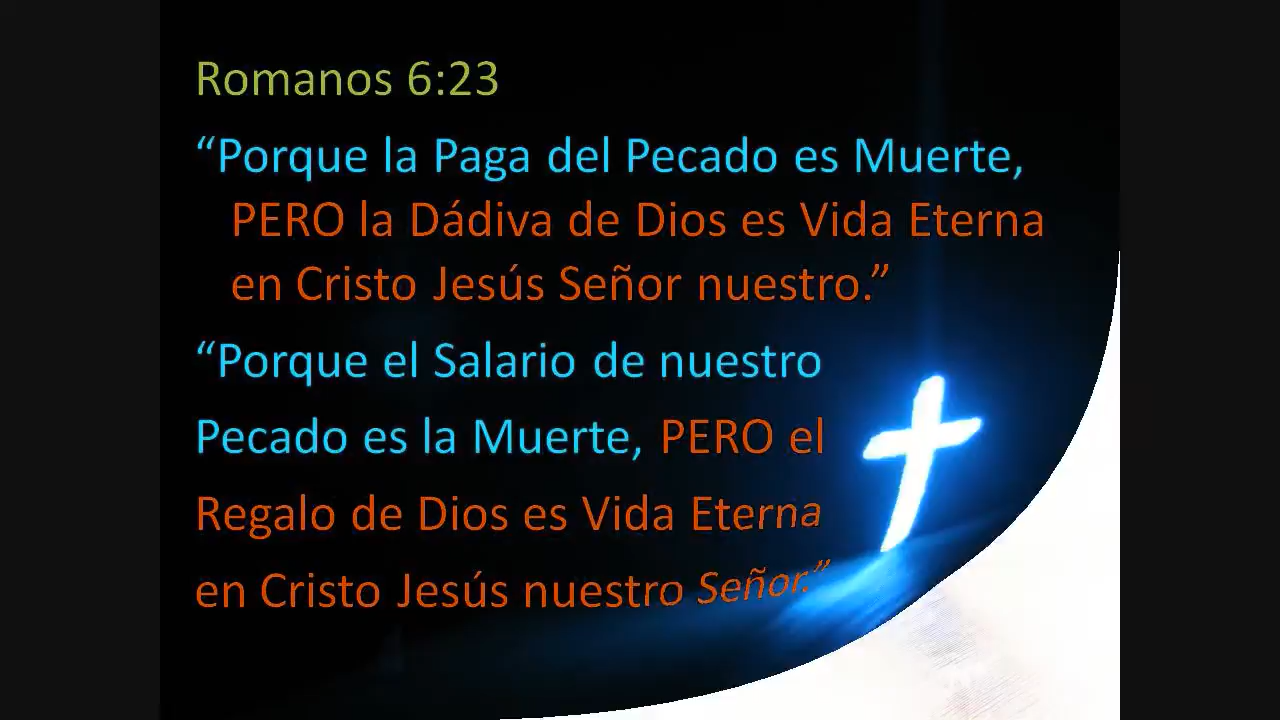 Romanos 6:23
“Porque la Paga del Pecado es Muerte,
PERO la Dádiva de Dios es Vida Eterna
en Cristo Jesús Señor nuestro.”
“Porque el Salario de nuestro
Pecado es la Muerte, PERO el
Regalo de Dios es Vida Eterna
en Cristo Jesús nuestro Señor.”